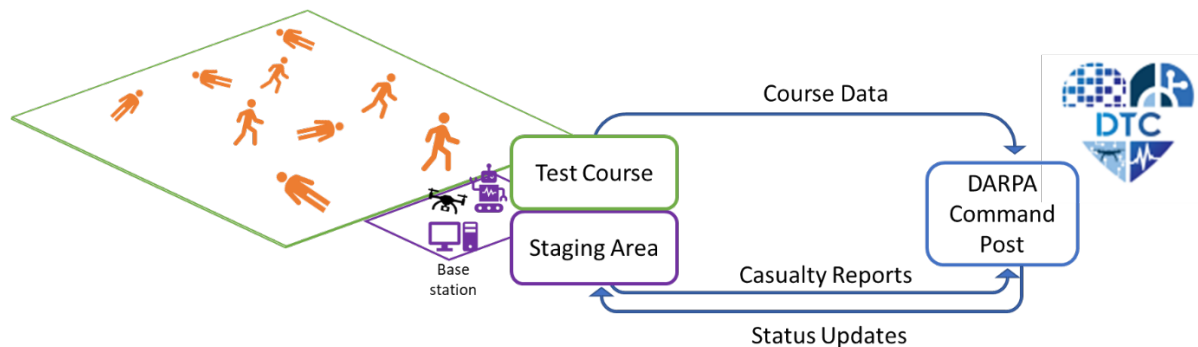 Course Data
DTC
Test Course
DARPA
Command
Post
Staging Area
Base
station
Casualty Reports
Status Updates